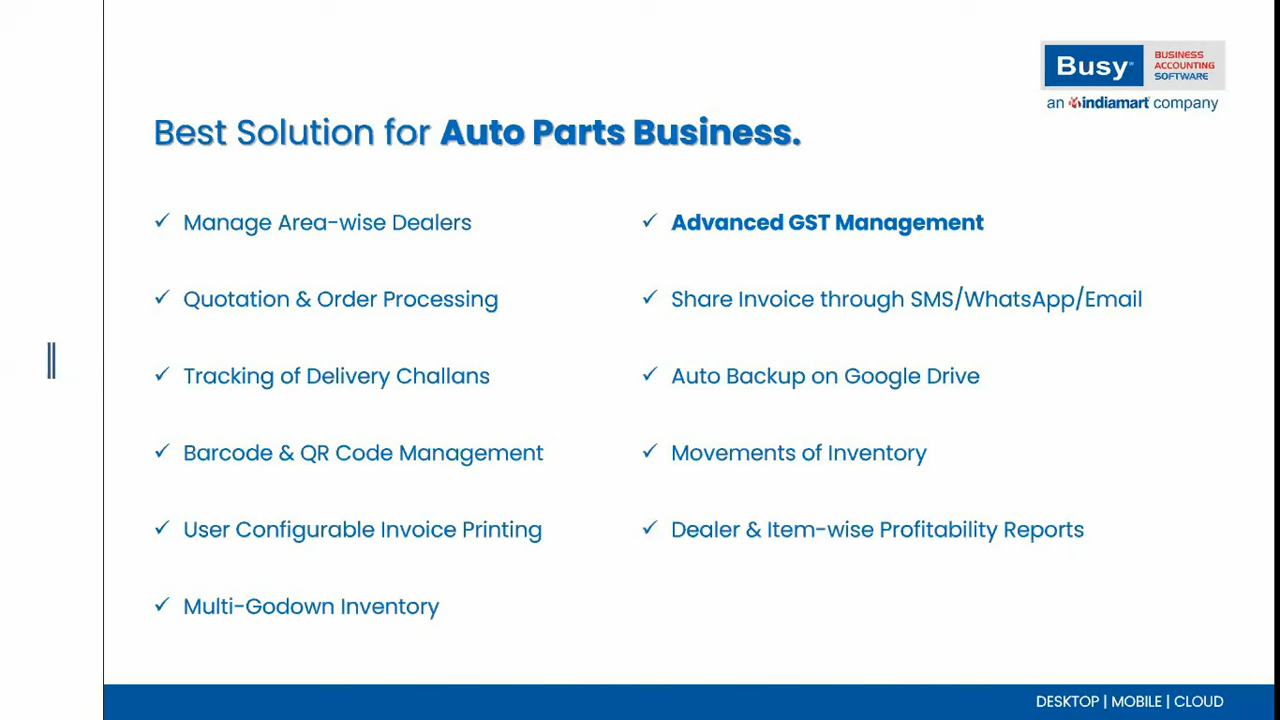 Busy
BUSINESS
ACCOUNTING
SOFTWARE
an indiamart company
Best Solution for Auto Parts Business.
✓ Manage Area-wise Dealers
✓ Quotation & Order Processing
✓ Tracking of Delivery Challans
✓ Barcode & QR Code Management
✓ User Configurable Invoice Printing
✓ Multi-Godown Inventory
✓ Advanced GST Management
✓ Share Invoice through SMS/WhatsApp/Email
✓ Auto Backup on Google Drive
✓ Movements of Inventory
✓ Dealer & Item-wise Profitability Reports
DESKTOP | MOBILE | CLOUD